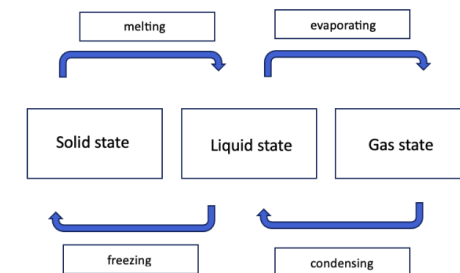 melting
evaporating
Solid state
Liquid state
Gas state
freezing
condensing